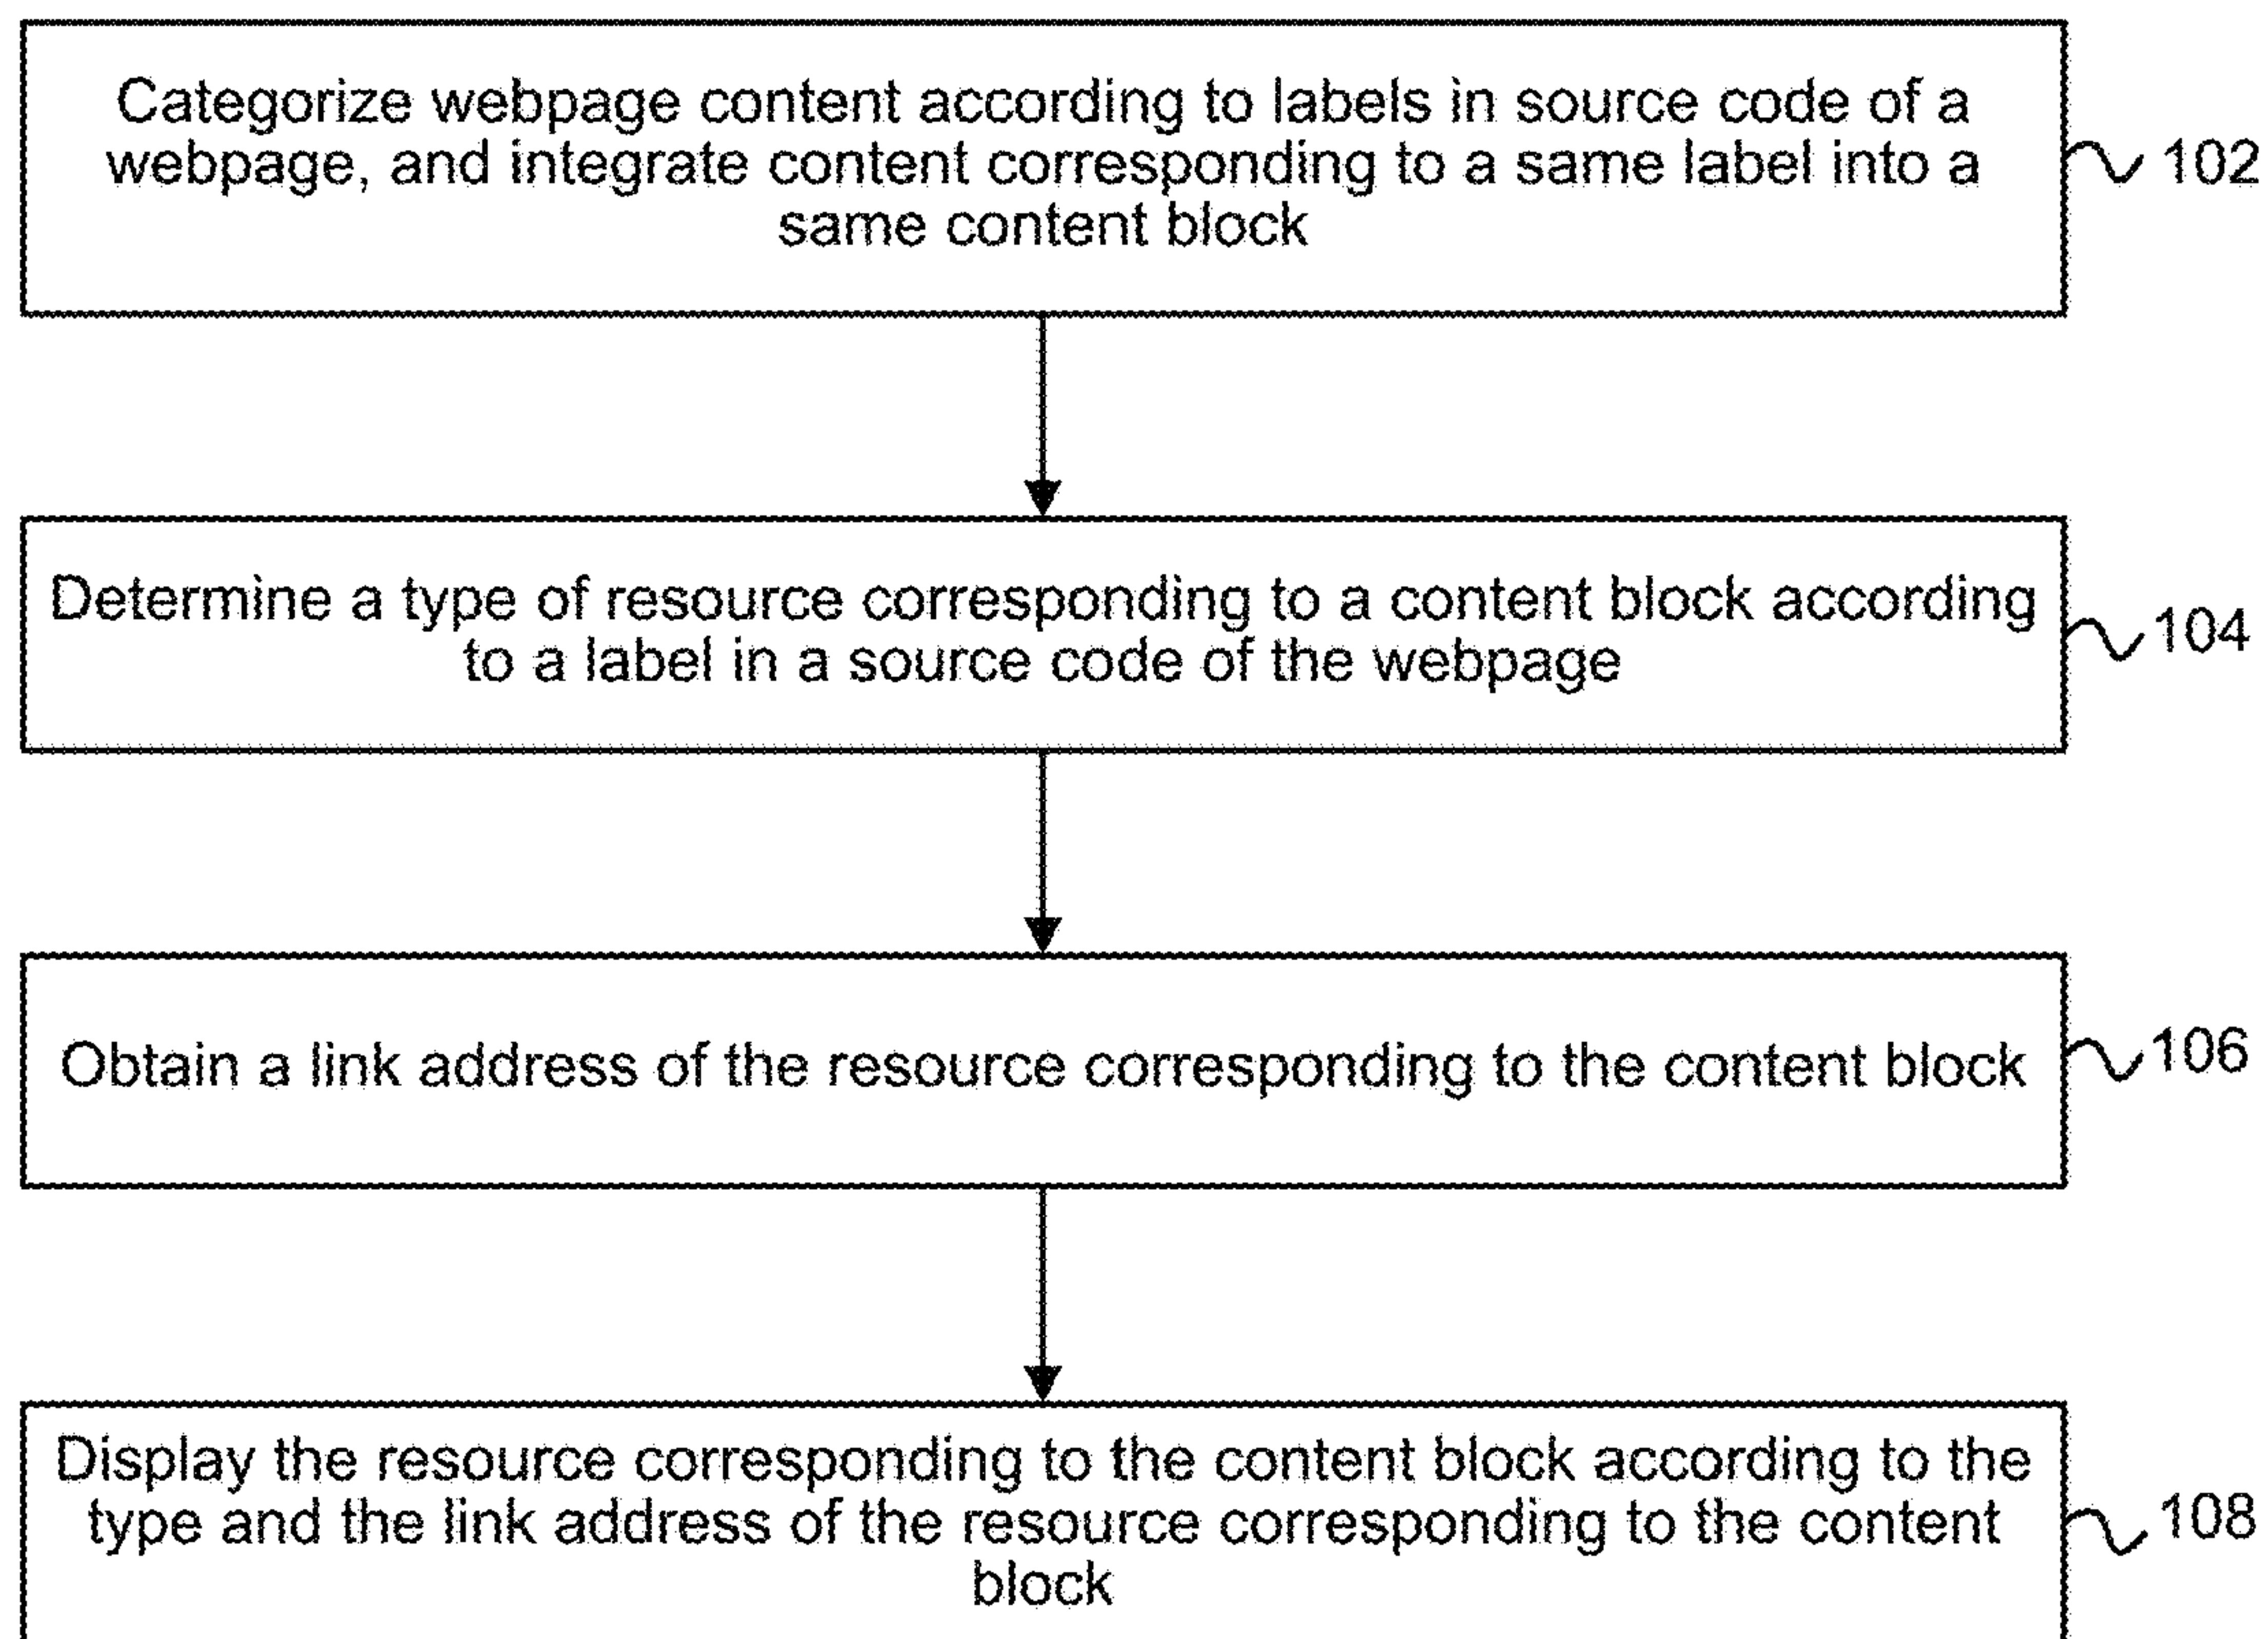 Categorize webpage content according to labels in source code of a
webpage, and integrate content corresponding to a same label into a
same content block
102
Determine a type of resource corresponding to a content block according
to a label in a source code of the webpage
104
Obtain a link address of the resource corresponding to the content block
106
Display the resource corresponding to the content block according to the
type and the link address of the resource corresponding to the content
block
108